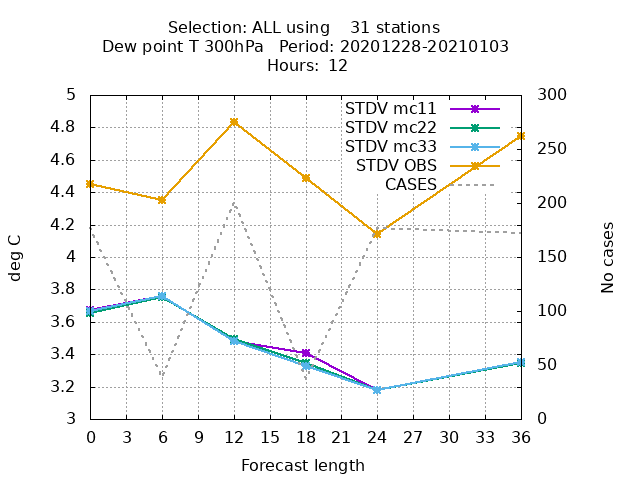 Selection: ALL using 31 stations
Dew point T 300hPa Period: 20201228-20210103
Hours: 12
5 300
STDV mc11
4.8 STDV mc22
STDV mc33 250
4.6 STDV OBS
4.4 CASES 200
4.2
4 150
3.8
3.6 100
3.4 50
3.2
3 0
deg C
No cases
0 3 6 9 12 15 18 21 24 27 30 33 36
Forecast length